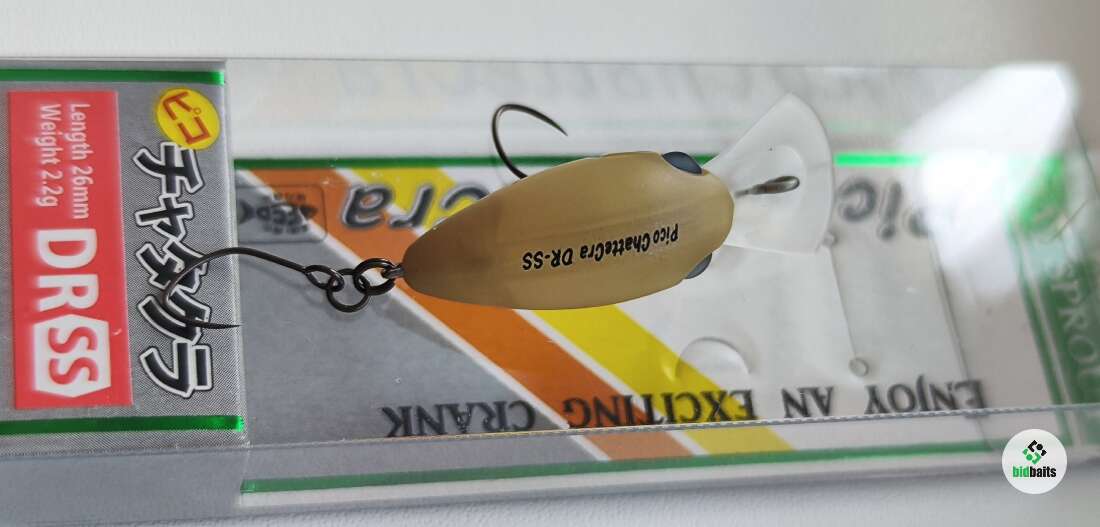 ピコ
チャタクラ
Length 26mm
Weight 2.2g
DR SS
Pico ChatteCra DR-SS
ENJOY AN EXCITING CRANK
bidbaits